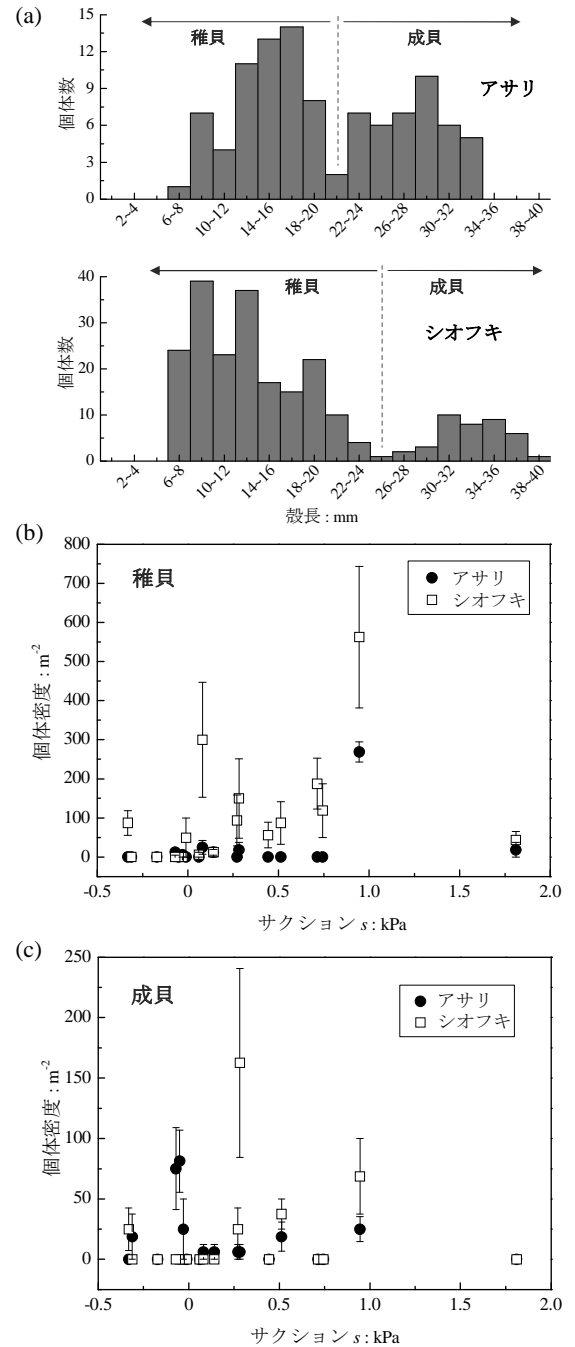 (a)
稚貝 成貝
アサリ
個体数
15
12
9
6
3
0
2~4 6~8 10~12 14~16 18~20 22~24 26~28 30~32 34~36 38~40
稚貝 成貝
シオフキ
個体数
40
30
20
10
0
2~4 6~8 10~12 14~16 18~20 22~24 26~28 30~32 34~36 38~40
殻長 : mm
(b)
稚貝
アサリ
シオフキ
個体密度 : m-2
800
700
600
500
400
300
200
100
0
-0.5 0 0.5 1.0 1.5 2.0
サクション s : kPa
(c)
成貝
アサリ
シオフキ
個体密度 : m-2
250
200
150
100
50
0
-0.5 0 0.5 1.0 1.5 2.0
サクション s : kPa